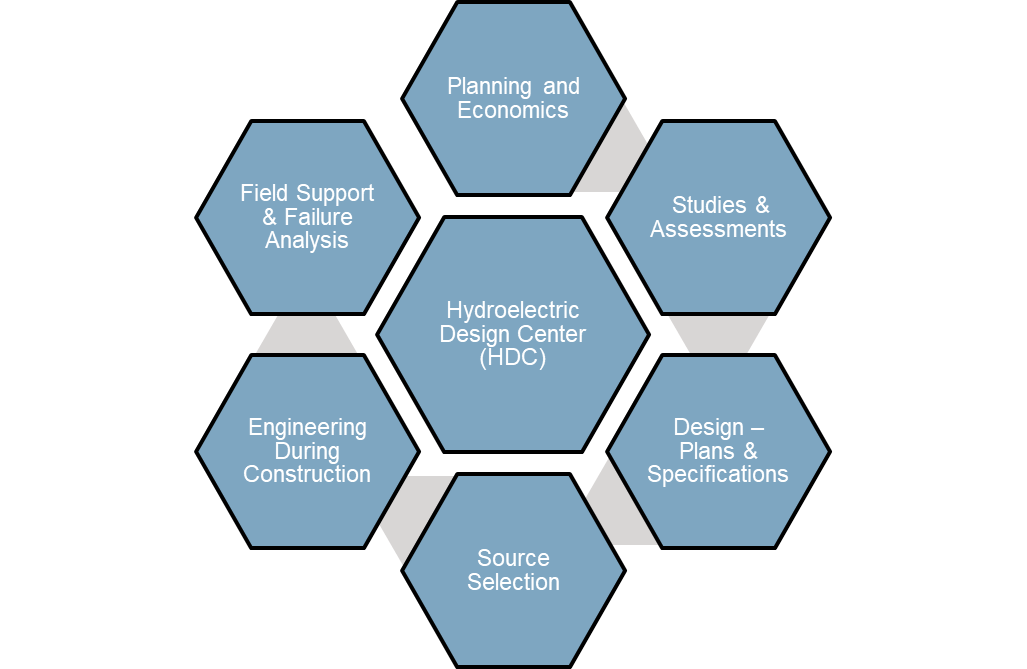 Planning and
Economics
Field Support
& Failure
Analysis
Studies &
Assessments
Hydroelectric
Design Center
(HDC)
Engineering
During
Construction
Design –
Plans &
Specifications
Source
Selection